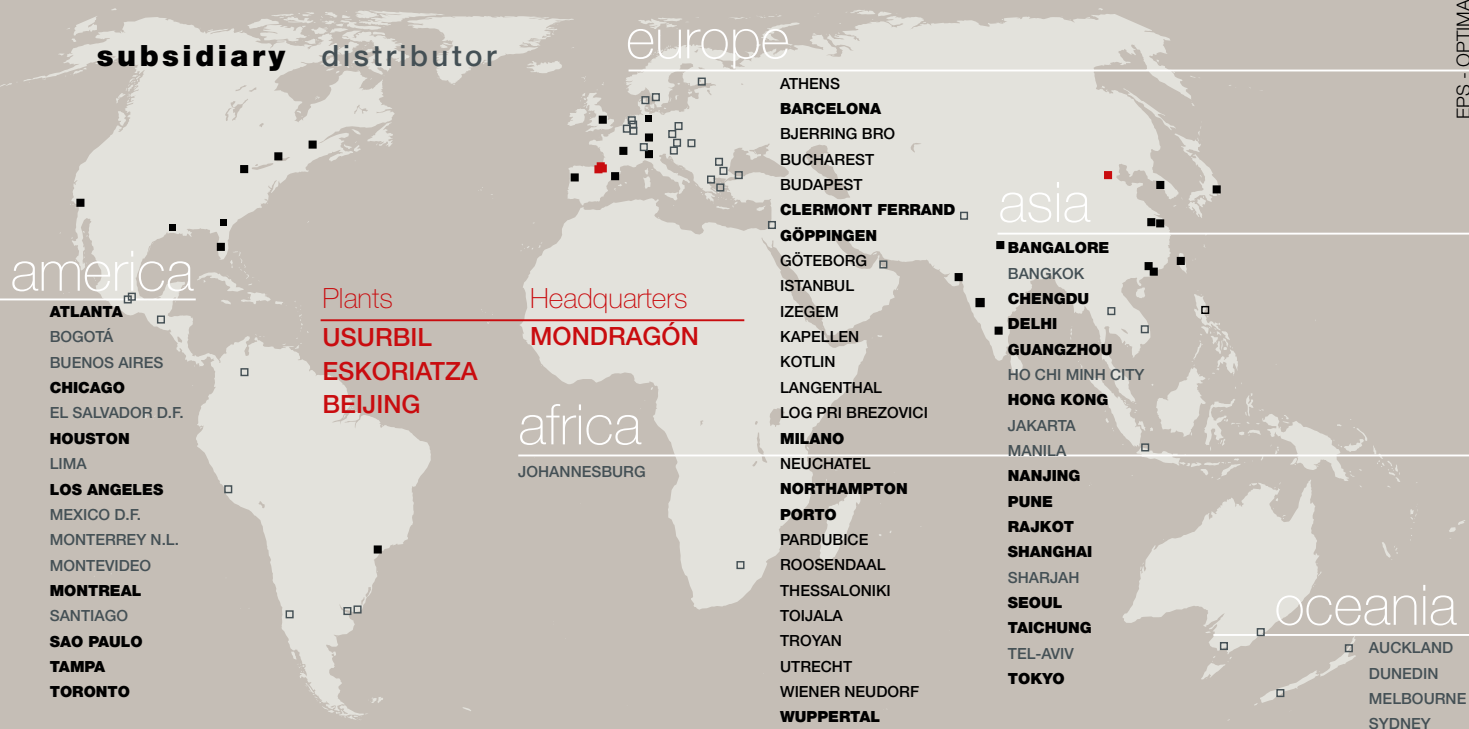 subsidiary distributor
europe
EPS - OPTIMA
ATHENS
BARCELONA
BJERRING BRO
BUCHAREST
BUDAPEST
CLERMONT FERRAND
GÖPPINGEN
GÖTEBORG
ISTANBUL
IZEGEM
KAPELLEN
KOTLIN
LANGENTHAL
LOG PRI BREZOVICI
MILANO
NEUCHATEL
NORTHAMPTON
PORTO
PARDUBICE
ROOSENDAAL
THESSALONIKI
TOIJALA
TROYAN
UTRECHT
WIENER NEUDORF
WUPPERTAL
asia
BANGALORE
BANGKOK
CHENGDU
DELHI
GUANGZHOU
HO CHI MINH CITY
HONG KONG
JAKARTA
MANILA
NANJING
PUNE
RAJKOT
SHANGHAI
SHARJAH
SEOUL
TAICHUNG
TEL-AVIV
TOKYO
america
ATLANTA
BOGOTÁ
BUENOS AIRES
CHICAGO
EL SALVADOR D.F.
HOUSTON
LIMA
LOS ANGELES
MEXICO D.F.
MONTERREY N.L.
MONTEVIDEO
MONTREAL
SANTIAGO
SAO PAULO
TAMPA
TORONTO
Plants
USURBIL
ESKORIATZA
BEIJING
Headquarters
MONDRAGÓN
africa
JOHANNESBURG
oceania
AUCKLAND
DUNEDIN
MELBOURNE
SYDNEY